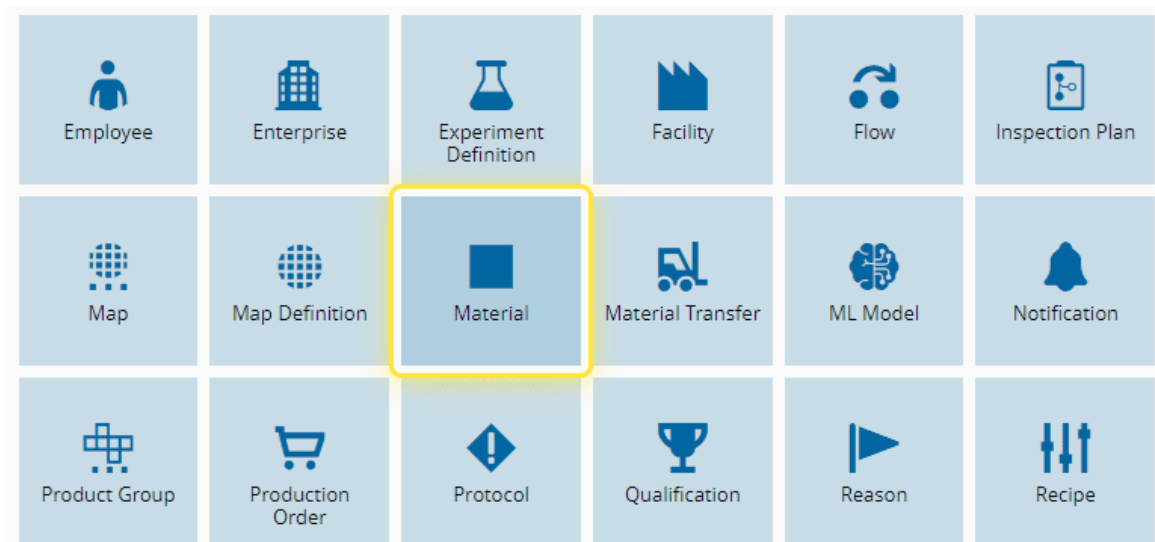 Employee
Enterprise
Experiment
Definition
Facility
Flow
Inspection Plan
Map
Map Definition
Material
Material Transfer
ML Model
Notification
Product Group
Production
Order
Protocol
Qualification
Reason
Recipe